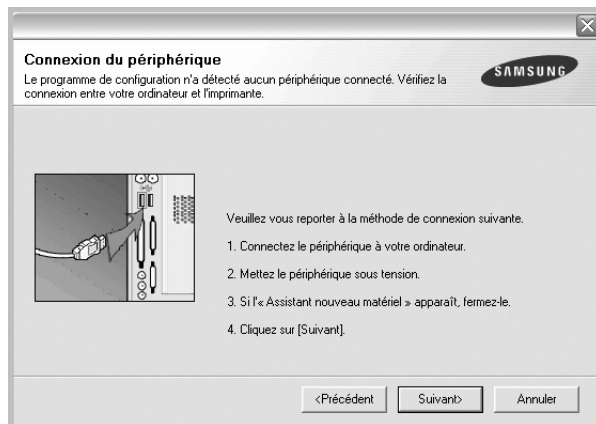 Connexion du périphérique
Le programme de configuration n'a détecté aucun périphérique connecté. Vérifiez la
connexion entre votre ordinateur et l'imprimante.
SAMSUNG
Veuillez vous reporter à la méthode de connexion suivante.
1. Connectez le périphérique à votre ordinateur.
2. Mettez le périphérique sous tension.
3. Si l'« Assistant nouveau matériel » apparaît, fermez-le.
4. Cliquez sur [Suivant].
<Précédent
Suivant>
Annuler